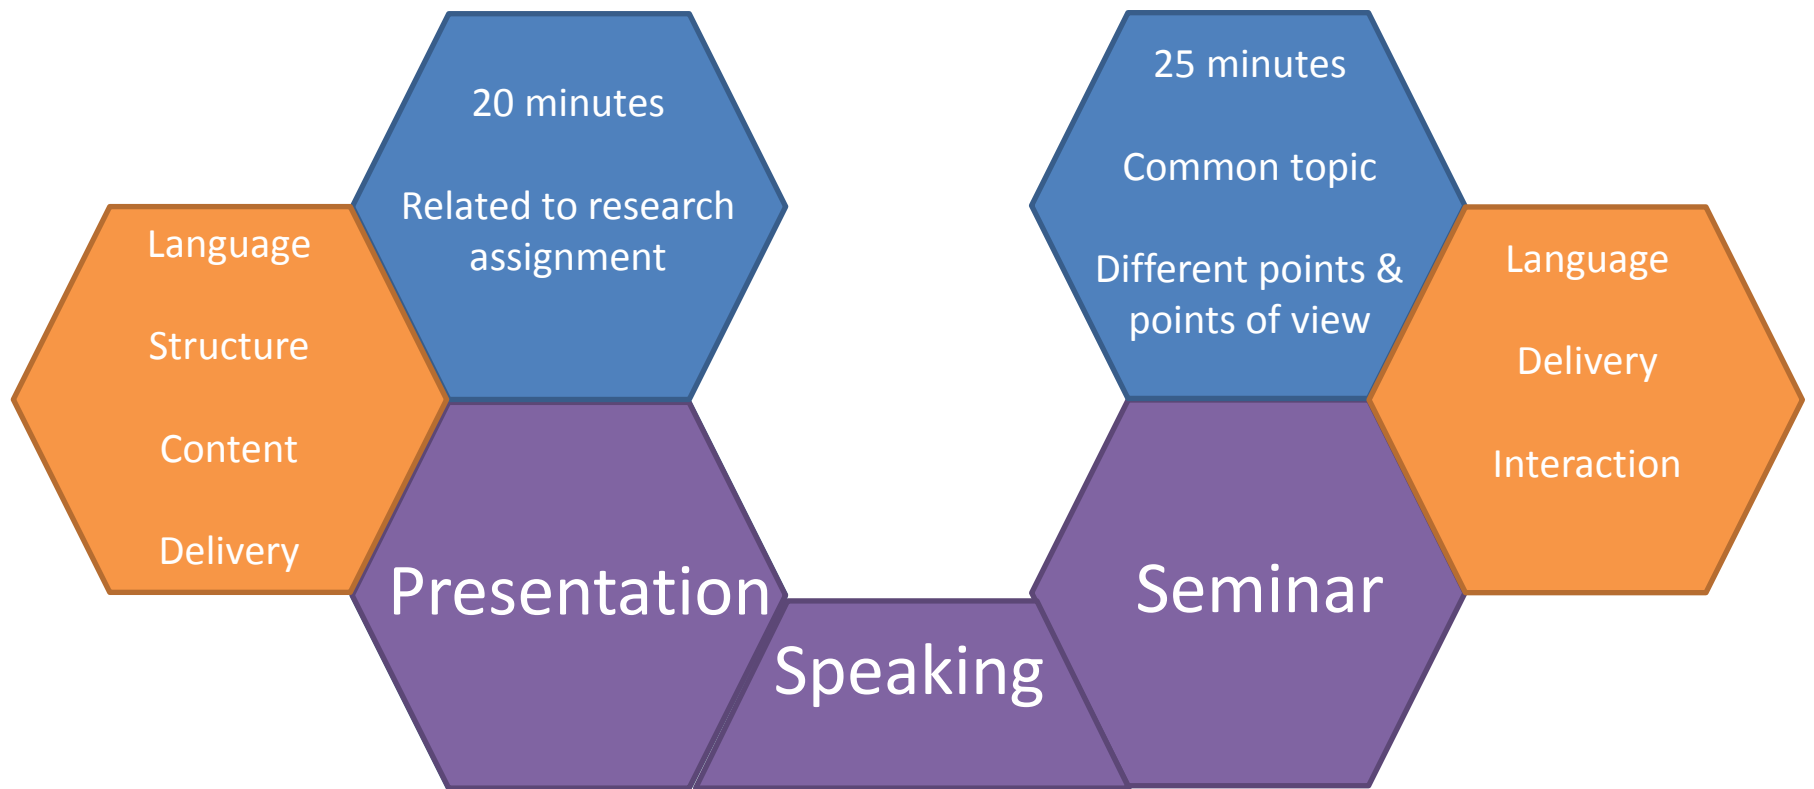 20 minutes
Related to research
assignment
Language
Structure
Content
Delivery
Presentation
Speaking
25 minutes
Common topic
Different points &
points of view
Language
Delivery
Interaction
Seminar